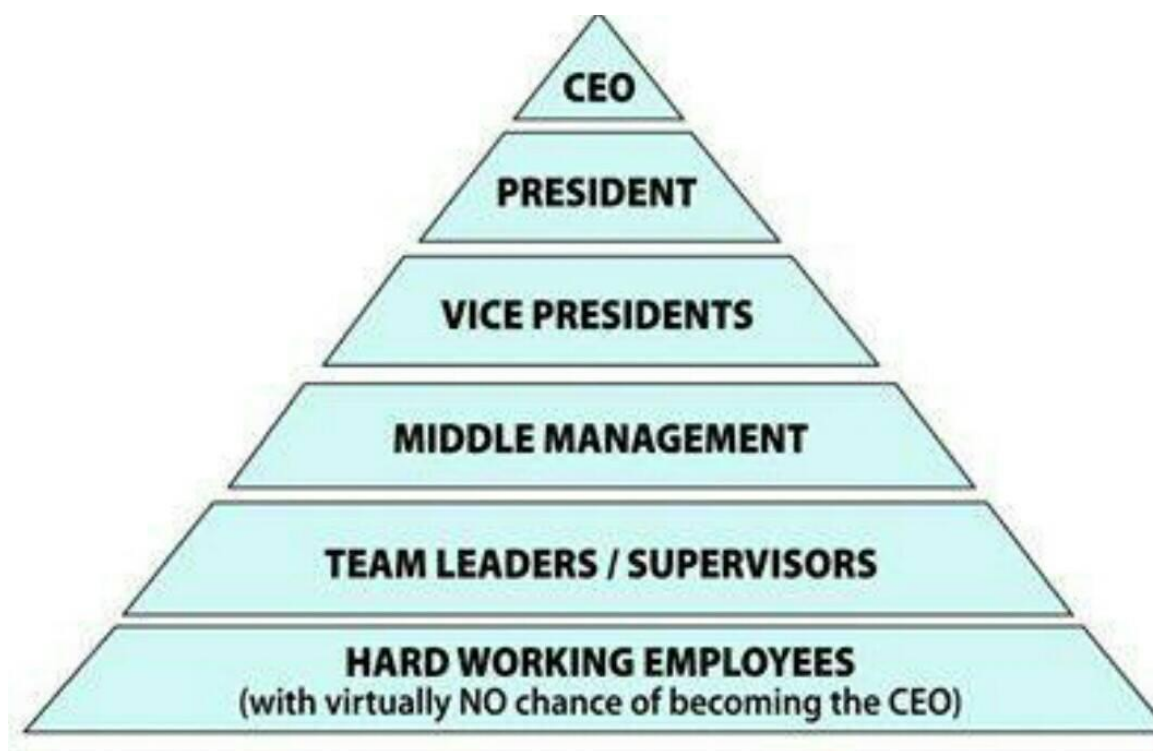 CEO
PRESIDENT
VICE PRESIDENTS
MIDDLE MANAGEMENT
TEAM LEADERS / SUPERVISORS
HARD WORKING EMPLOYEES
(with virtually NO chance of becoming the CEO)